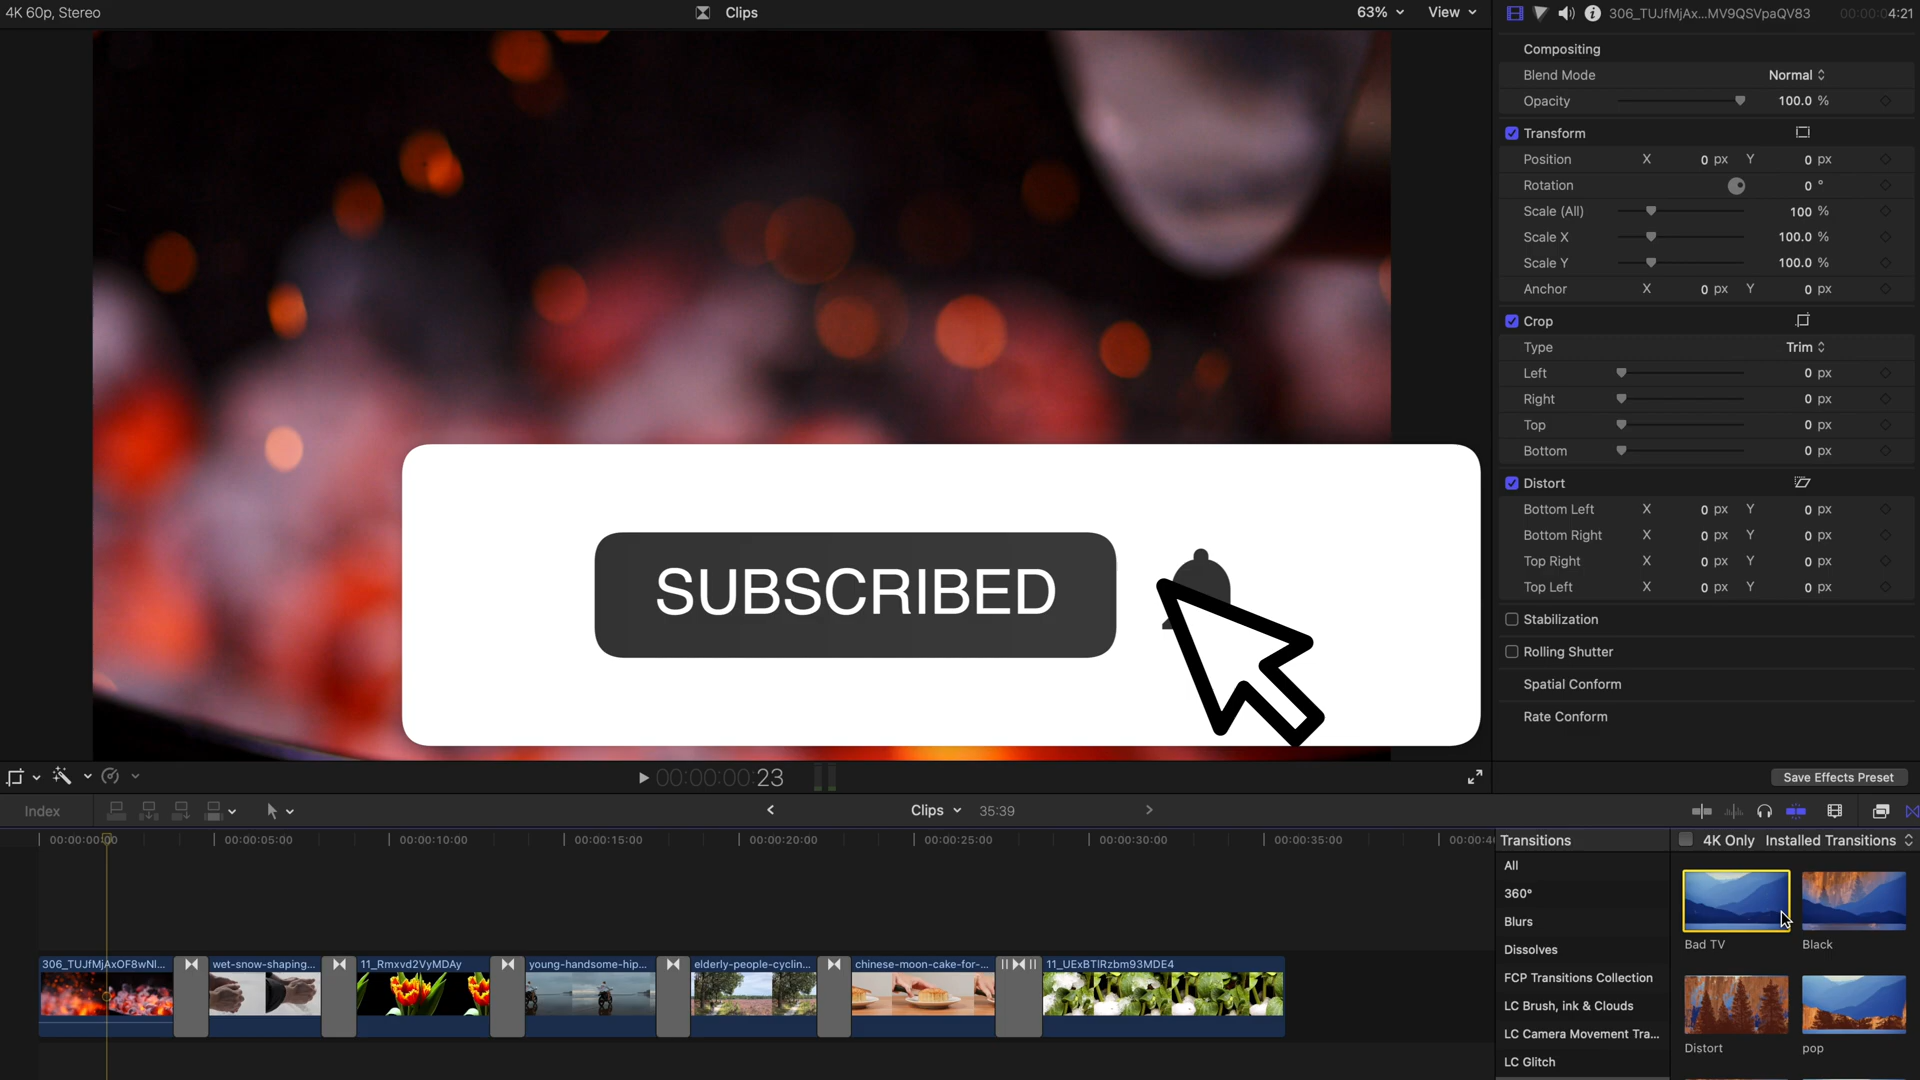 4K 60p, Stereo
Clips
63%
View
306_TUJfMjAx...MV9QSVpaQV83
00:00:04:21
Compositing
Blend Mode
Normal
Opacity
100.0 %
Transform
Position X 0 px Y 0 px
Rotation 0 °
Scale (All) 100 %
Scale X 100.0 %
Scale Y 100.0 %
Anchor X 0 px Y 0 px
Crop
Type Trim
Left 0 px
Right 0 px
Top 0 px
Bottom 0 px
Distort
Bottom Left X 0 px Y 0 px
Bottom Right X 0 px Y 0 px
Top Right X 0 px Y 0 px
Top Left X 0 px Y 0 px
Stabilization
Rolling Shutter
Spatial Conform
Rate Conform
SUBSCRIBED
00:00:00:23
Save Effects Preset
Index
Clips
35:39
00:00:00:00
00:00:05:00
00:00:10:00
00:00:15:00
00:00:20:00
00:00:25:00
00:00:30:00
00:00:35:00
Transitions
4K Only
Installed Transitions
All
360°
Blurs
Dissolves
FCP Transitions Collection
LC Brush, ink & Clouds
LC Camera Movement Tra...
LC Glitch
Bad TV
Black
Distort
pop
306_TUJfMjAxOF8wNl...
wet-snow-shaping...
11_Rmxvd2VyMDAy
young-handsome-hip...
elderly-people-cyclin...
chinese-moon-cake-for-...
11_UExBTlRzbm93MDE4